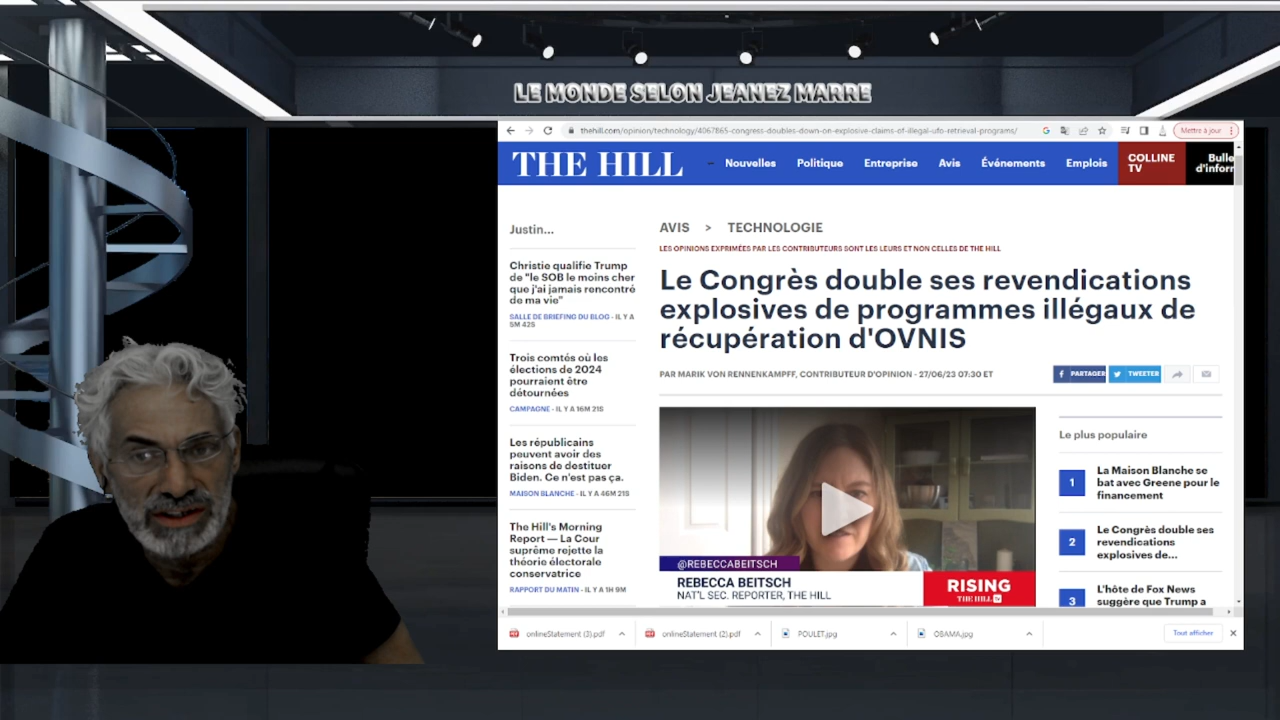 LE MONDE SELON JEANEZ MARRE
thehill.com/opinion/technology/4067865-congress-doubles-down-on-explosive-claims-of-illegal-ufo-retrieval-programs/
Mettre à jour
THE HILL
Nouvelles Politique Entreprise Avis Événements Emplois
COLLINE
TV
Bulle
d'inforr
Justin...
Christie qualifie Trump
de "le SOB le moins cher
que j'ai jamais rencontré
de ma vie"
SALLE DE BRIEFING DU BLOG - IL Y A
5M 42S
Trois comtés où les
élections de 2024
pourraient être
détournées
CAMPAGNE - IL Y A 16M 21S
Les républicains
peuvent avoir des
raisons de destituer
Biden. Ce n'est pas ça.
MAISON BLANCHE - IL Y A 46M 21S
The Hill's Morning
Report — La Cour
suprême rejette la
théorie électorale
conservatrice
RAPPORT DU MATIN - IL Y A 1H 9M
AVIS > TECHNOLOGIE
LES OPINIONS EXPRIMÉES PAR LES CONTRIBUTEURS SONT LES LEURS ET NON CELLES DE THE HILL
Le Congrès double ses revendications
explosives de programmes illégaux de
récupération d'OVNIS
PAR MARIK VON RENNENKAMPFF, CONTRIBUTEUR D'OPINION - 27/06/23 07:30 ET
PARTAGER
TWEETER
@REBECCABEITSCH
REBECCA BEITSCH
NAT'L SEC. REPORTER, THE HILL
RISING
THE HILL TV
Le plus populaire
1
La Maison Blanche se
bat avec Greene pour le
financement
2
Le Congrès double ses
revendications
explosives de...
3
L'hôte de Fox News
suggère que Trump a
onlineStatement (3).pdf
onlineStatement (2).pdf
POULET.jpg
OBAMA.jpg
Tout afficher